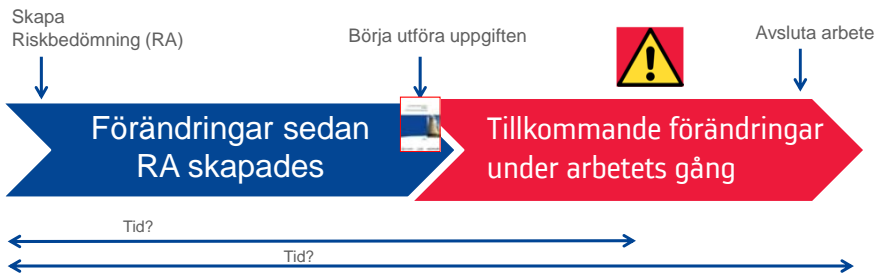 Skapa
Riskbedömning (RA)
Börja utföra uppgiften
Avsluta arbete
Förändringar sedan
RA skapades
Tillkommande förändringar
under arbetets gång
Tid?
Tid?